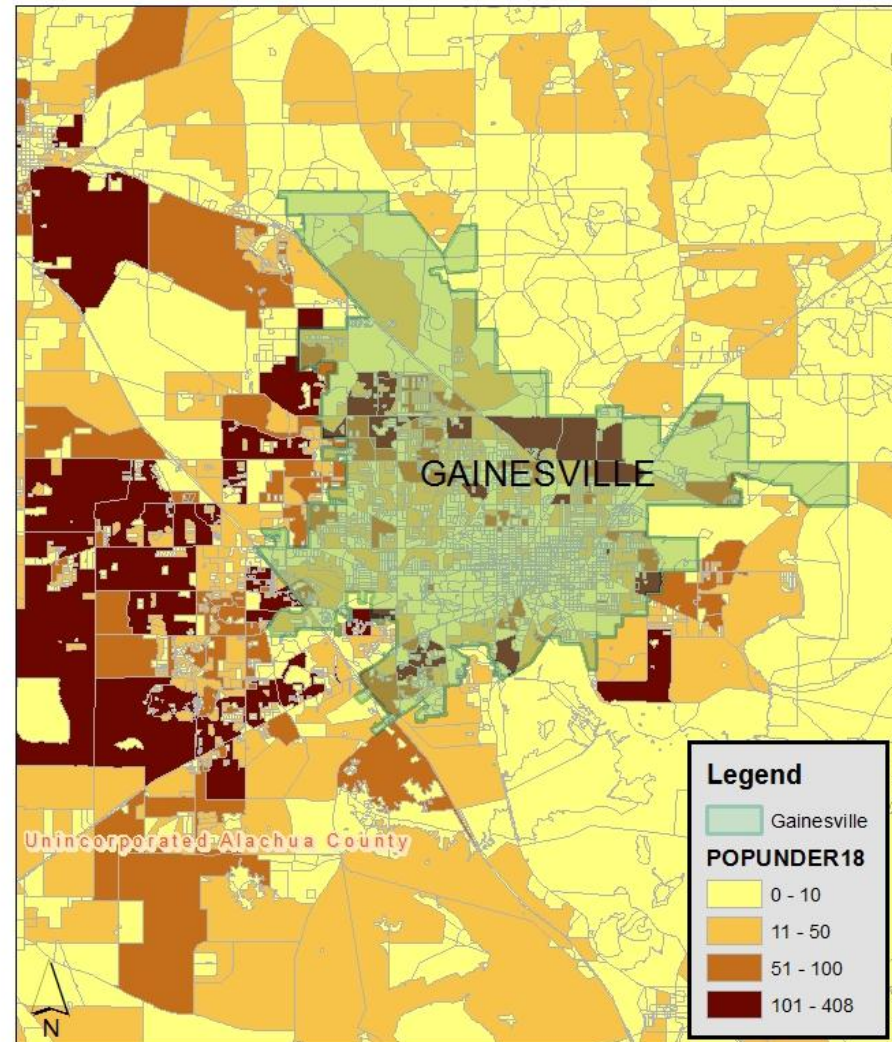 GAINESVILLE
Unincorporated Alachua County
N
Legend
Gainesville
POPUNDER18
0 - 10
11 - 50
51 - 100
101 - 408